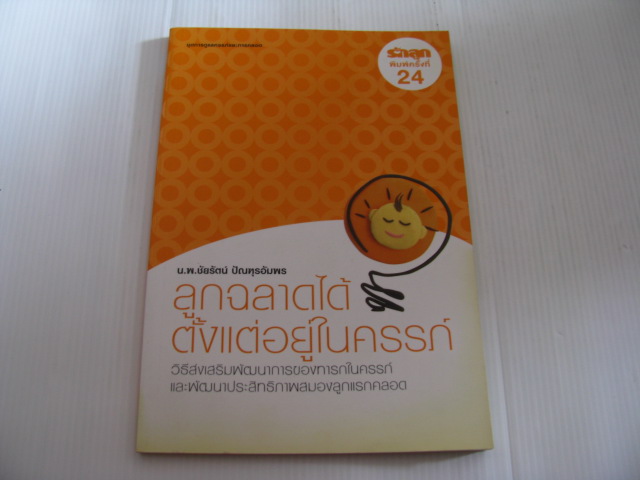 รักลูก
พิมพ์ครั้งที่
24
น.พ.ชัยรัตน์ ปัณฑุรอัมพร
ลูกฉลาดได้
ตั้งแต่อยู่ในครรภ์
วิธีส่งเสริมพัฒนาการของทารกในครรภ์
และพัฒนาประสิทธิภาพสมองลูกแรกคลอด